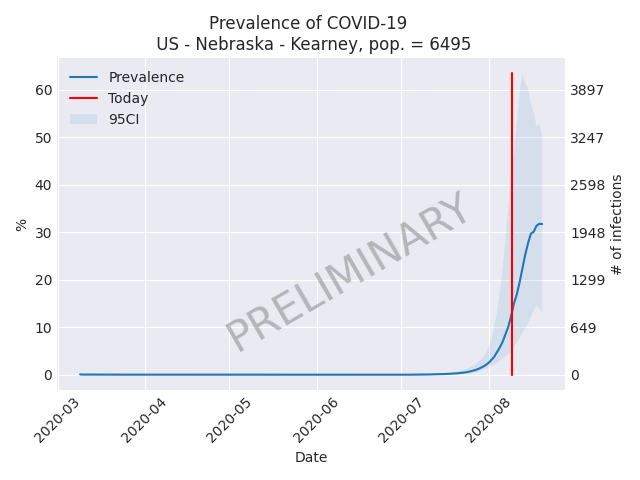 Prevalence of COVID-19
US - Nebraska - Kearney, pop. = 6495
Prevalence
Today
95CI
60
50
40
30
20
10
0
%
3897
3247
2598
1948
1299
649
0
# of infections
PRELIMINARY
2020-03
2020-04
2020-05
2020-06
2020-07
2020-08
Date